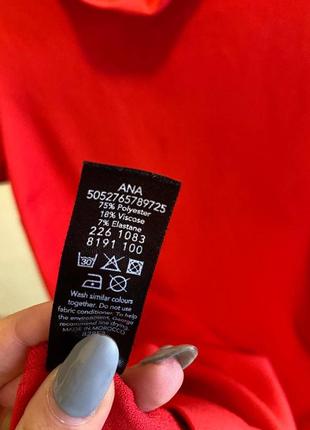 ANA
5052765789725
75% Polyester
18% Viscose
7% Elastane
226 1083
8191 100
30°
Wash similar colours
together. Do not use
fabric conditioner. To help
the environment, George
recommend line drying.
MADE IN MOROCCO